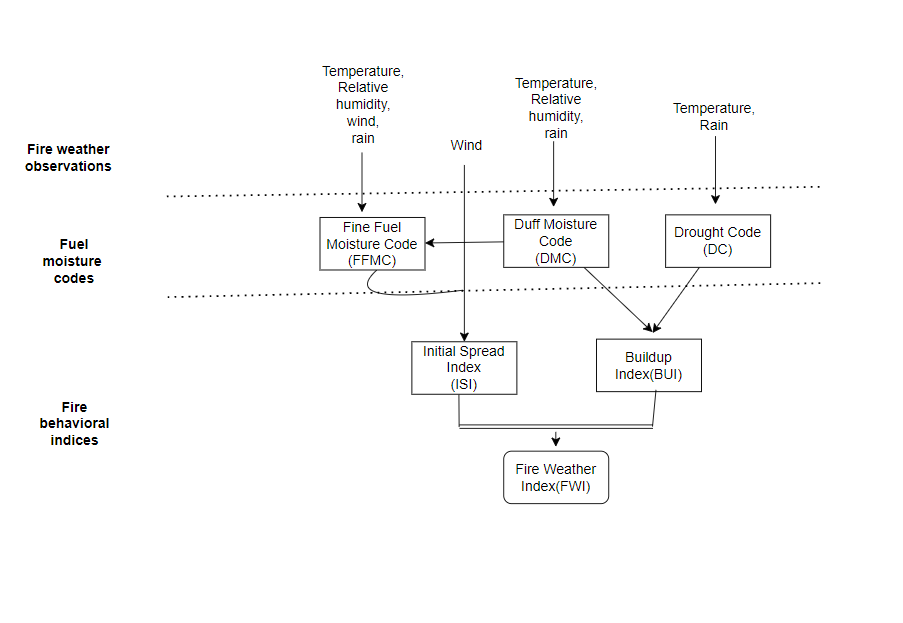 Temperature,
Relative
humidity,
wind,
rain
Temperature,
Relative
humidity,
rain
Temperature,
Rain
Wind
Fire weather
observations
Fine Fuel
Moisture Code
(FFMC)
Duff Moisture
Code
(DMC)
Drought Code
(DC)
Fuel
moisture
codes
Initial Spread
Index
(ISI)
Buildup
Index(BUI)
Fire
behavioral
indices
Fire Weather
Index(FWI)